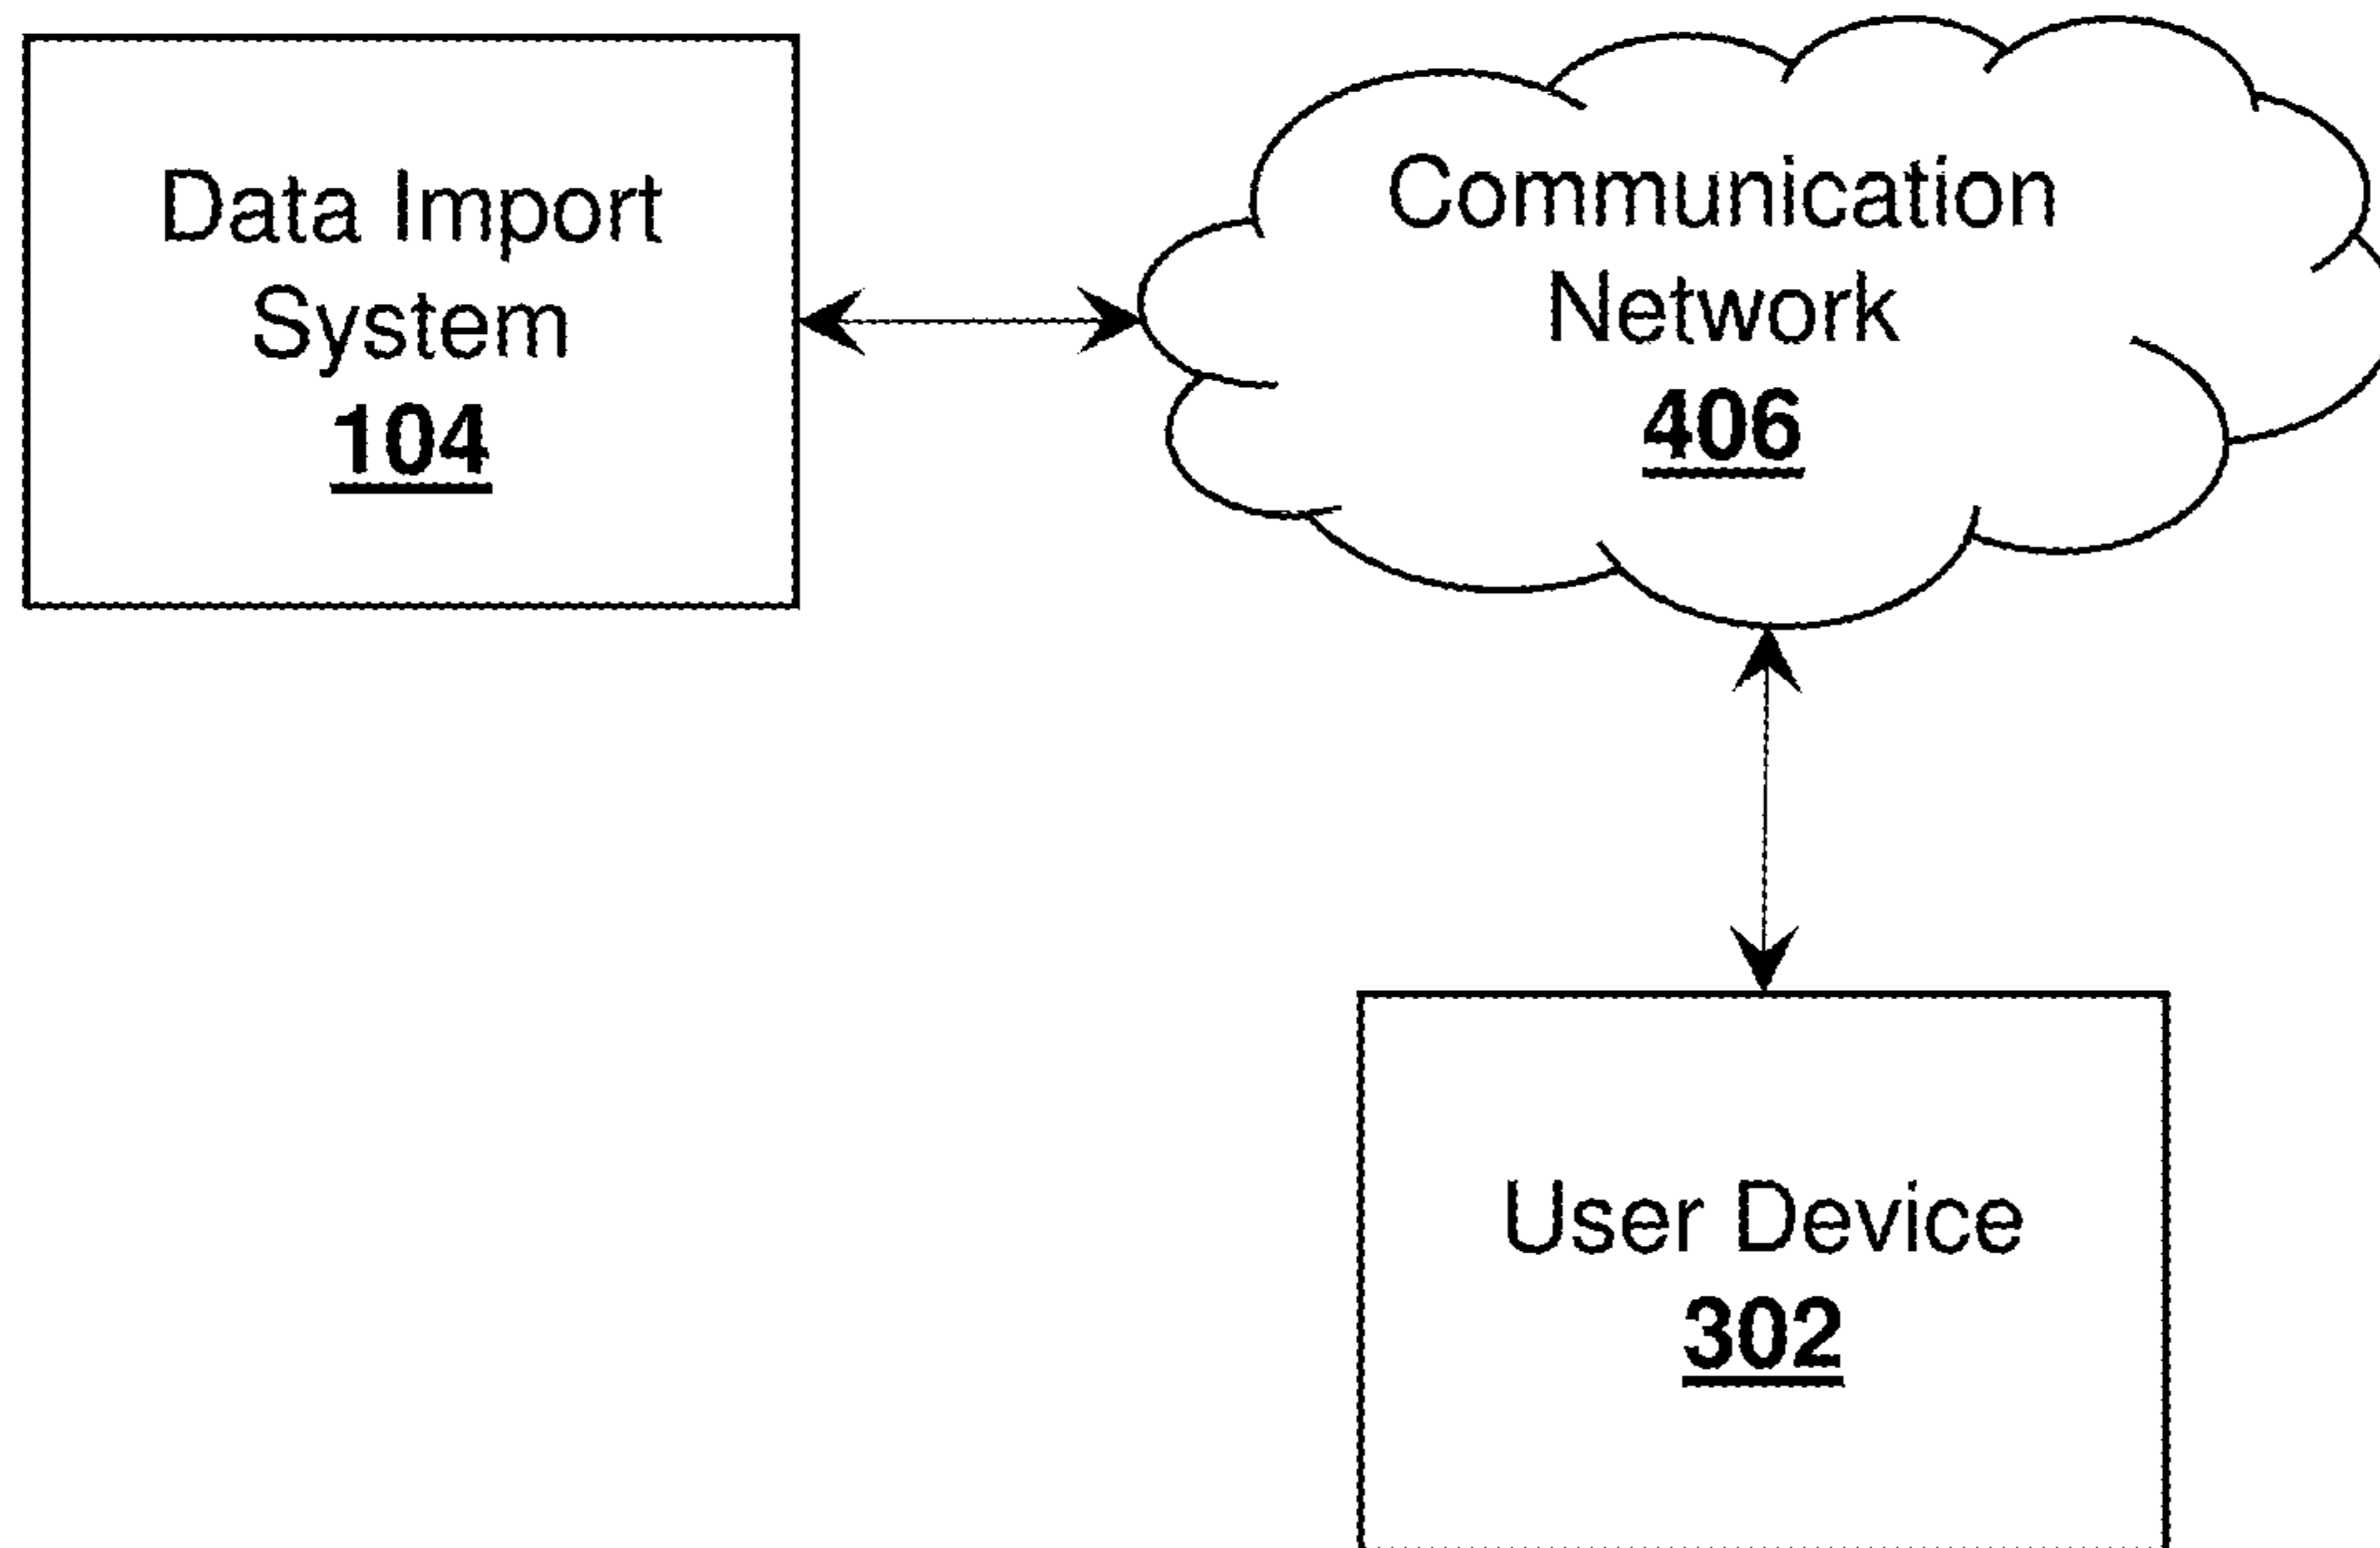 Data Import
System
104
Communication
Network
406
User Device
302